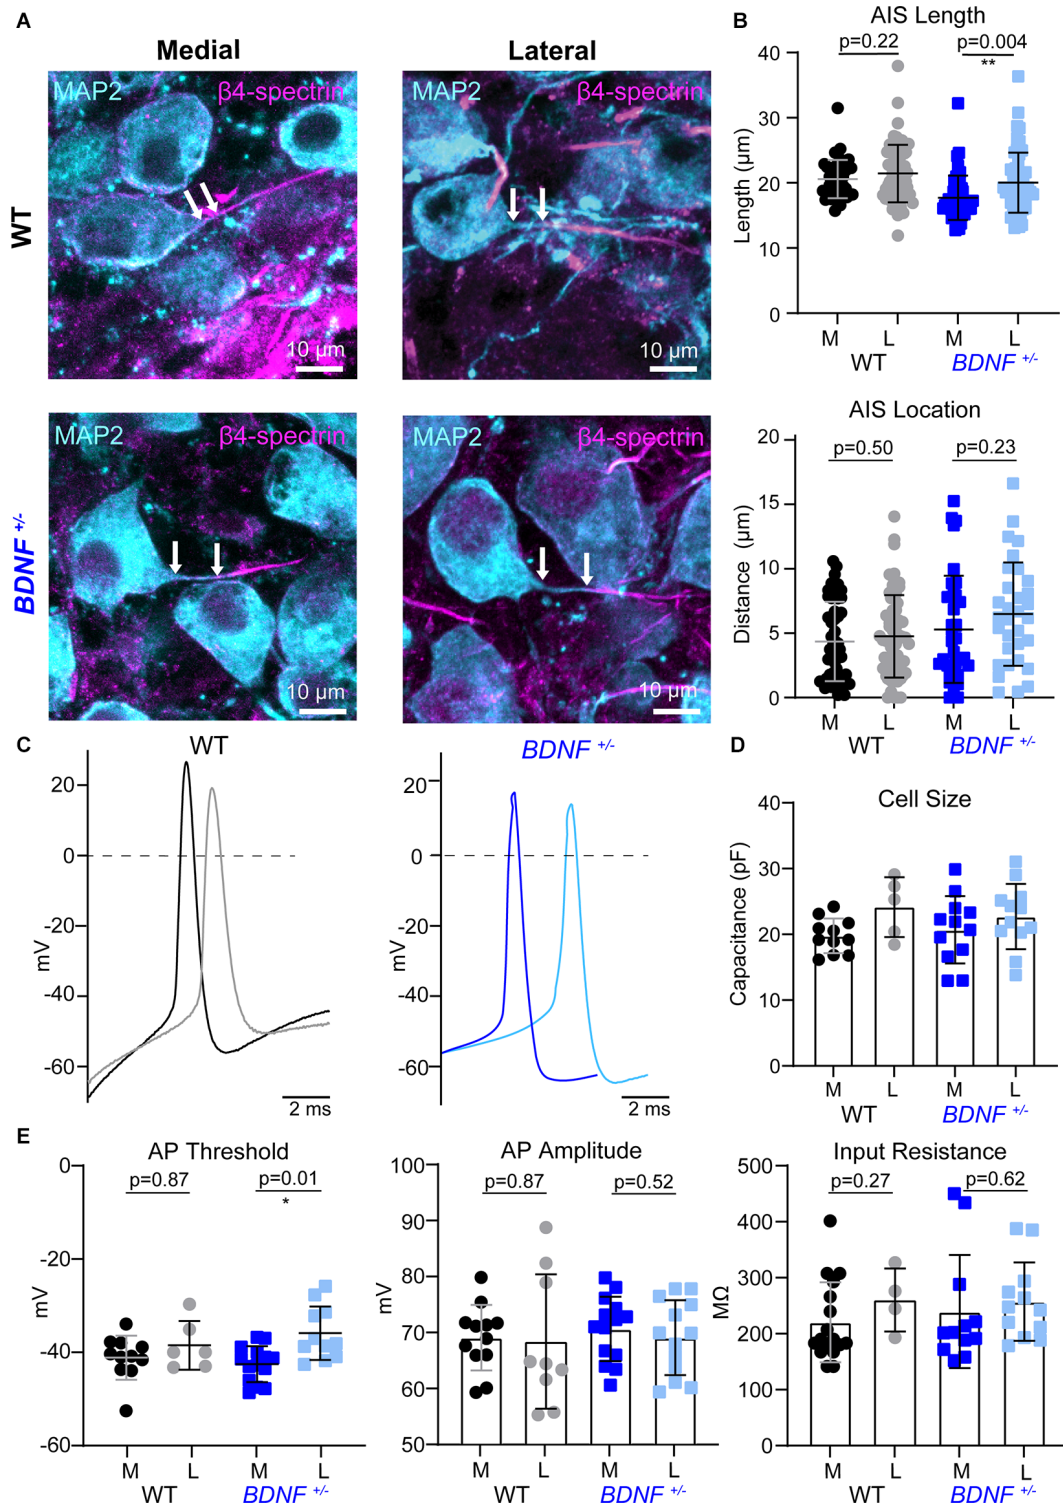 A
Medial
Lateral
WT
MAP2
β4-spectrin
10 µm
MAP2
β4-spectrin
10 µm
BDNF +/-
MAP2
β4-spectrin
10 µm
MAP2
β4-spectrin
10 µm
B
AIS Length
p=0.22
p=0.004
**
Length (µm)
40
30
20
10
0
M
L
M
L
WT
BDNF +/-
AIS Location
p=0.50
p=0.23
Distance (µm)
20
15
10
5
0
M
L
M
L
WT
BDNF +/-
C
WT
mV
20
0
-20
-40
-60
2 ms
BDNF +/-
mV
20
0
-20
-40
-60
2 ms
D
Cell Size
Capacitance (pF)
40
30
20
10
0
M
L
M
L
WT
BDNF +/-
E
AP Threshold
p=0.87
p=0.01
*
mV
0
-20
-40
-60
M
L
M
L
WT
BDNF +/-
AP Amplitude
p=0.87
p=0.52
mV
100
90
80
70
60
50
M
L
M
L
WT
BDNF +/-
Input Resistance
p=0.27
p=0.62
MΩ
500
400
300
200
100
0
M
L
M
L
WT
BDNF +/-